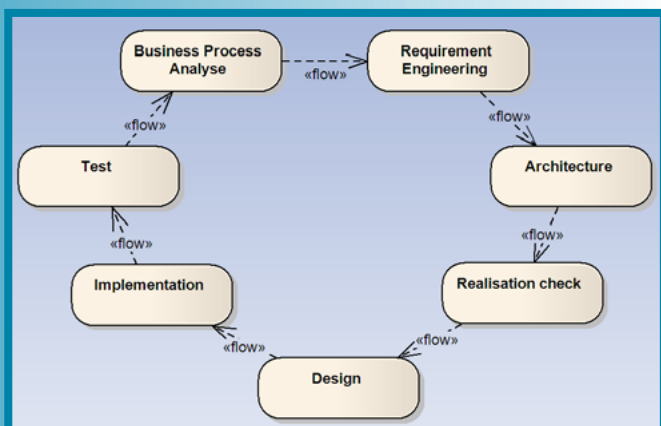 Business Process
Analyse
«flow»
Requirement
Engineering
«flow»
Architecture
«flow»
Realisation check
«flow»
Design
«flow»
Implementation
«flow»
Test
«flow»